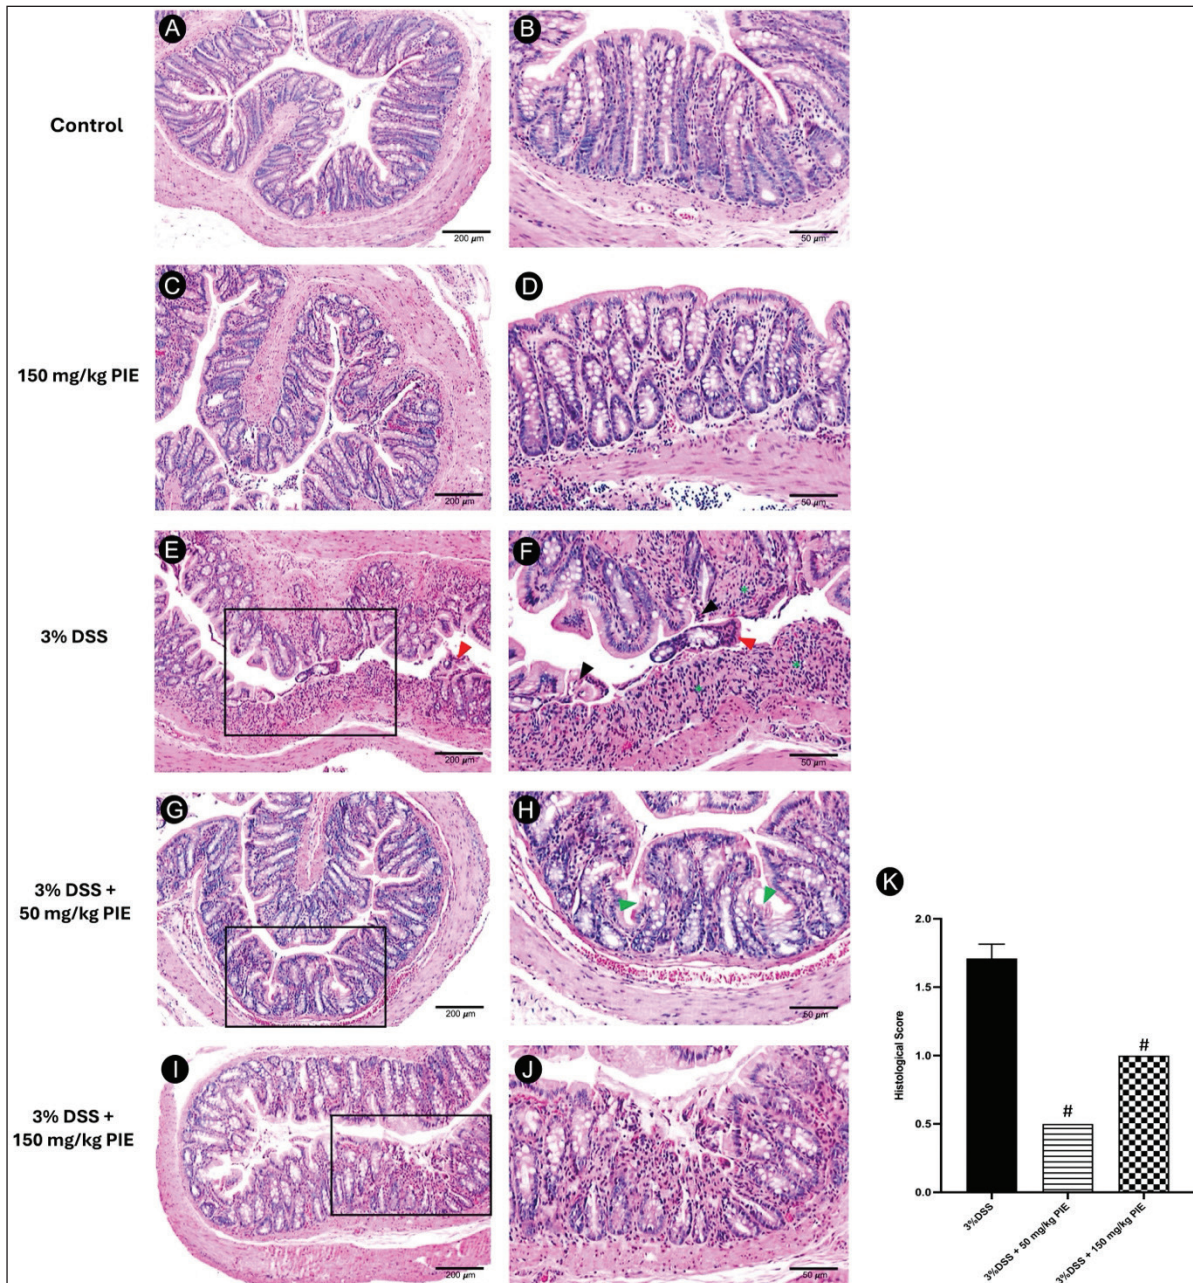 A
B
Control
200 µm
50 µm
C
D
150 mg/kg PIE
200 µm
50 µm
E
F
3% DSS
200 µm
50 µm
G
H
3% DSS +
50 mg/kg PIE
200 µm
50 µm
I
J
3% DSS +
150 mg/kg PIE
200 µm
50 µm
K
2.0
1.5
1.0
0.5
0.0
Histological Score
#
#
3%DSS
3%DSS + 50 mg/kg PIE
3%DSS + 150 mg/kg PIE